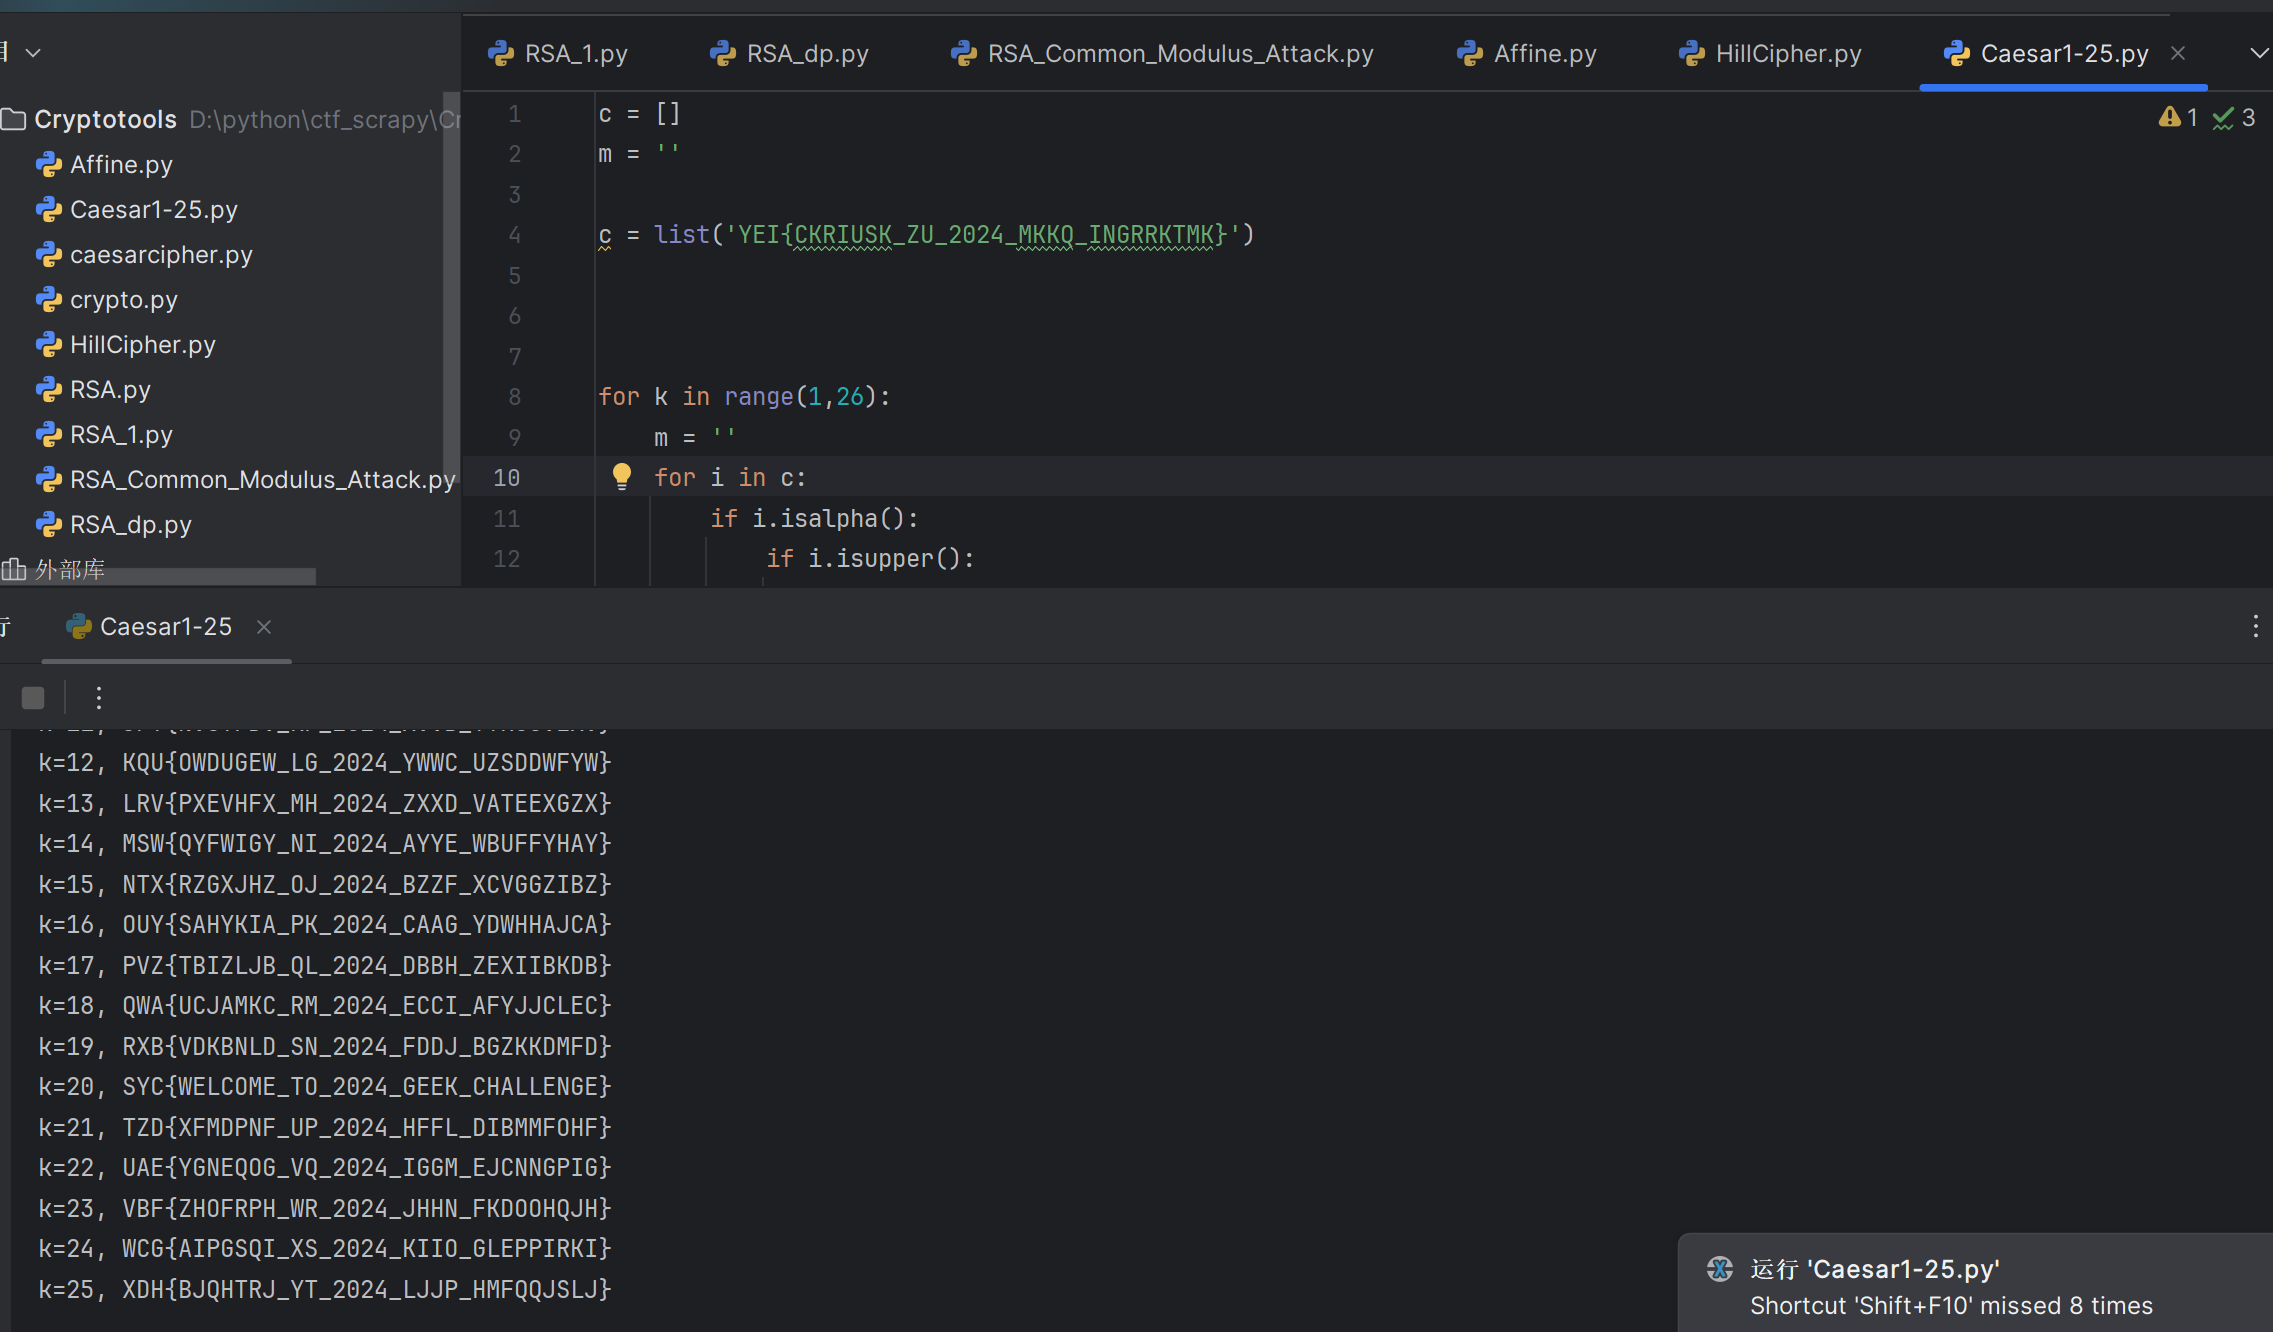 RSA_1.py
RSA_dp.py
RSA_Common_Modulus_Attack.py
Affine.py
HillCipher.py
Caesar1-25.py
Cryptotools D:\python\ctf_scrapy\Cr
Affine.py
Caesar1-25.py
caesarcipher.py
crypto.py
HillCipher.py
RSA.py
RSA_1.py
RSA_Common_Modulus_Attack.py
RSA_dp.py
外部库
1 c = []
2 m = ''
3
4 c = list('YEI{CKRIUSK_ZU_2024_MKKQ_INGRRKTMK}')
5
6
7
8 for k in range(1,26):
9 m = ''
10 for i in c:
11 if i.isalpha():
12 if i.isupper():
1 3
行
Caesar1-25
k=12, KQU{OWDUGEW_LG_2024_YWWC_UZSDDWFYW}
k=13, LRV{PXEVHFX_MH_2024_ZXXD_VATEEXGZX}
k=14, MSW{QYFWIGY_NI_2024_AYYE_WBUFFYHAY}
k=15, NTX{RZGXJHZ_OJ_2024_BZZF_XCVGGZIBZ}
k=16, OUY{SAHYKIA_PK_2024_CAAG_YDWHHAJCA}
k=17, PVZ{TBIZLJB_QL_2024_DBBH_ZEXIIBKDB}
k=18, QWA{UCJAMKC_RM_2024_ECCI_AFYJJCLEC}
k=19, RXB{VDKBNLD_SN_2024_FDDJ_BGZKKDMFD}
k=20, SYC{WELCOME_TO_2024_GEEK_CHALLENGE}
k=21, TZD{XFMDPNF_UP_2024_HFFL_DIBMMFOHF}
k=22, UAE{YGNEQOG_VQ_2024_IGGM_EJCNNGPIG}
k=23, VBF{ZHOFRPH_WR_2024_JHHN_FKDOOHQJH}
k=24, WCG{AIPGSQI_XS_2024_KIIO_GLEPPIRKI}
k=25, XDH{BJQHTRJ_YT_2024_LJJP_HMFQQJSLJ}
运行 'Caesar1-25.py'
Shortcut 'Shift+F10' missed 8 times